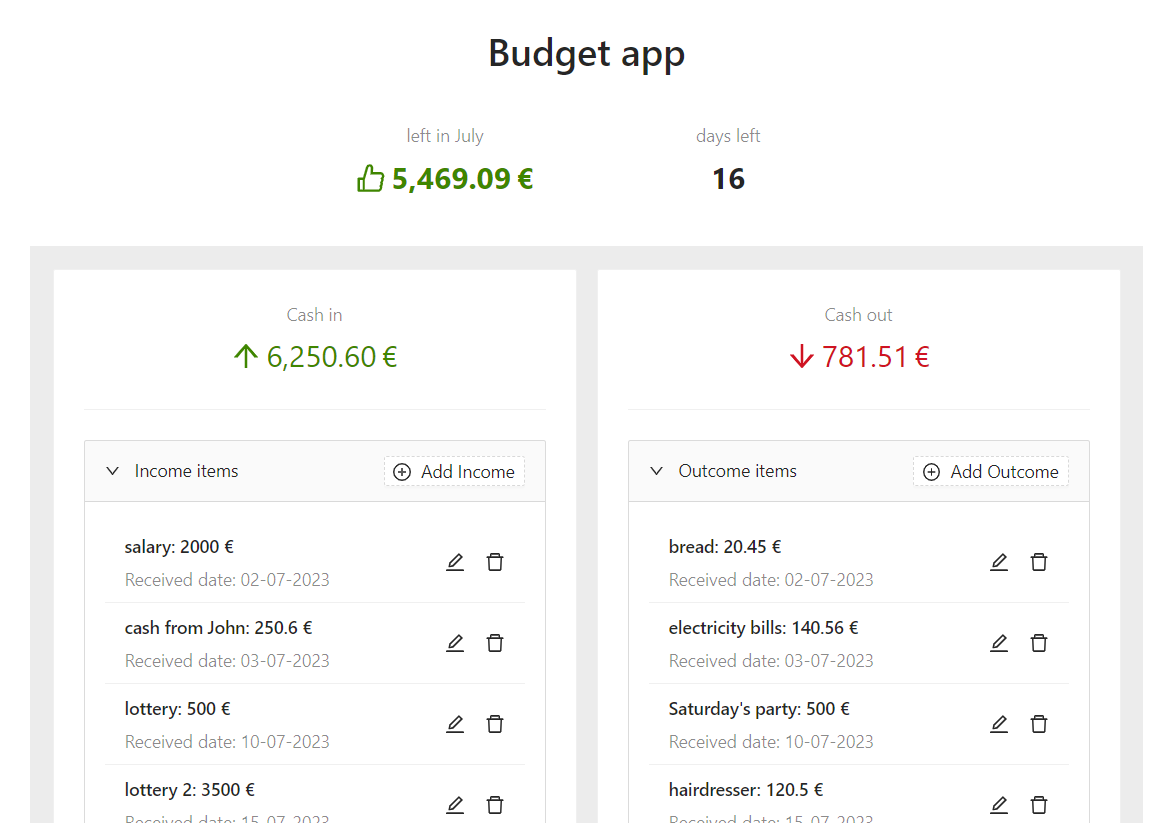 Budget app
left in July
5,469.09 €
days left
16
Cash in
6,250.60 €
Income items
Add Income
salary: 2000 €
Received date: 02-07-2023
cash from John: 250.6 €
Received date: 03-07-2023
lottery: 500 €
Received date: 10-07-2023
lottery 2: 3500 €
Received date: 15-07-2023
Cash out
781.51 €
Outcome items
Add Outcome
bread: 20.45 €
Received date: 02-07-2023
electricity bills: 140.56 €
Received date: 03-07-2023
Saturday's party: 500 €
Received date: 10-07-2023
hairdresser: 120.5 €
Received date: 15-07-2023